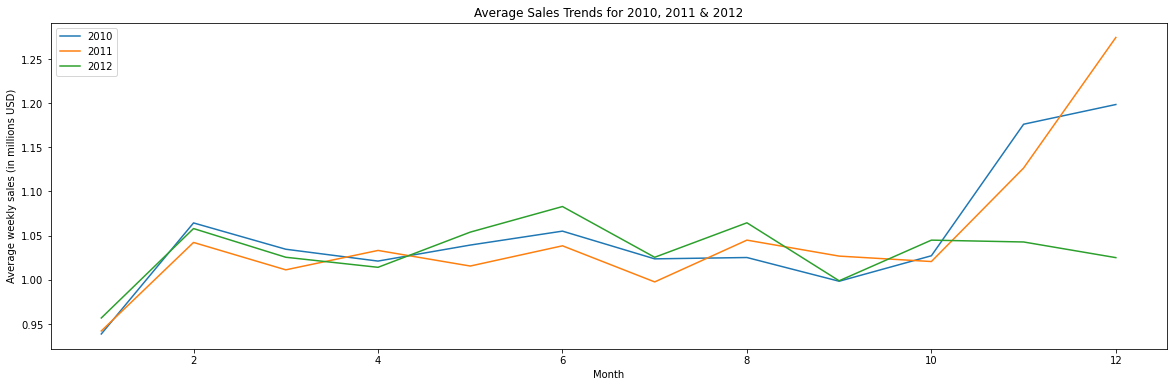 Average Sales Trends for 2010, 2011 & 2012
2010
2011
2012
Average weekly sales (in millions USD)
1.25
1.20
1.15
1.10
1.05
1.00
0.95
2 4 6 8 10 12
Month